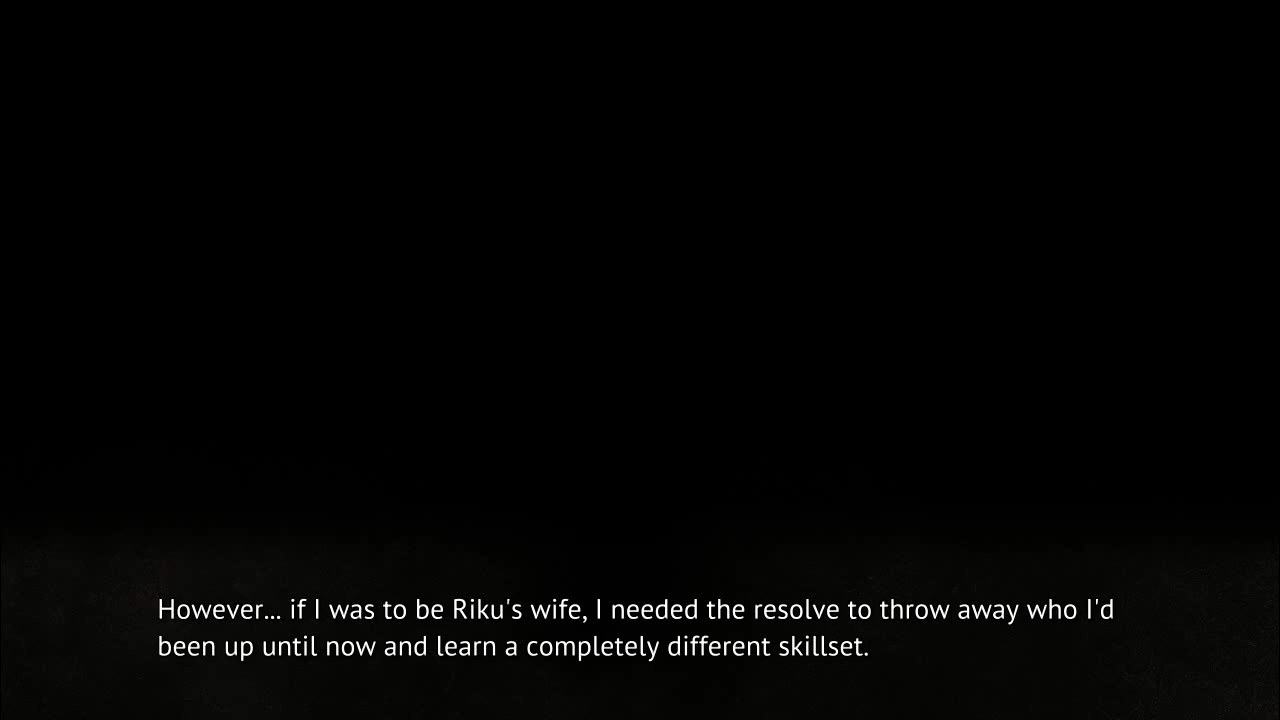 However... if I was to be Riku's wife, I needed the resolve to throw away who I'd
been up until now and learn a completely different skillset.